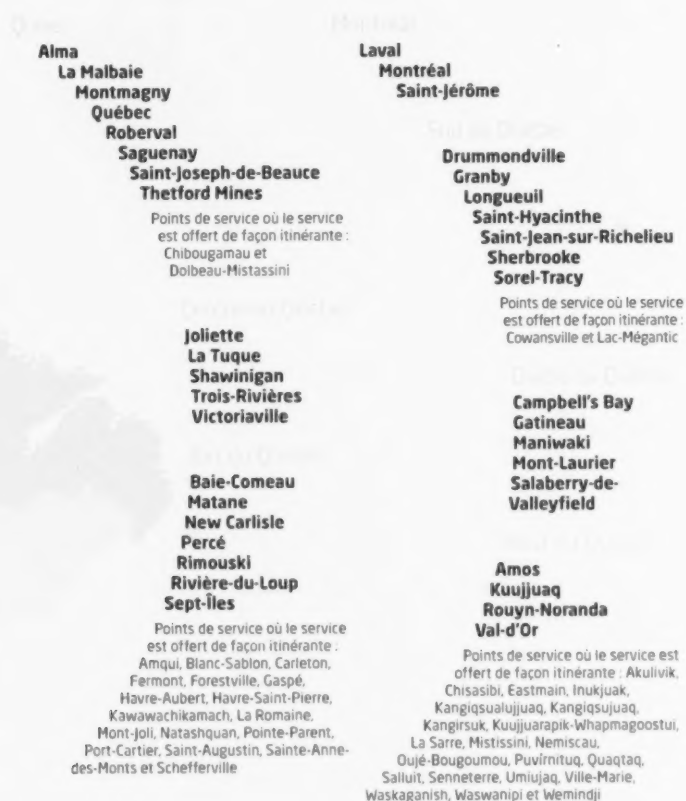 Montréal
Alma
La Malbaie
Montmagny
Québec
Roberval
Saguenay
Saint-Joseph-de-Beauce
Thetford Mines
Points de service où le service
est offert de façon itinérante :
Chibougamau et
Dolbeau-Mistassini
Joliette
La Tuque
Shawinigan
Trois-Rivières
Victoriaville
Baie-Comeau
Matane
New Carlisle
Percé
Rimouski
Rivière-du-Loup
Sept-Îles
Points de service où le service
est offert de façon itinérante :
Amqui, Blanc-Sablon, Carleton,
Fermont, Forestville, Gaspé,
Havre-Aubert, Havre-Saint-Pierre,
Kawawachikamach, La Romaine,
Mont-Joli, Natashquan, Pointe-Parent,
Port-Cartier, Saint-Augustin, Sainte-Anne-
des-Monts et Schefferville
Laval
Montréal
Saint-Jérôme
Drummondville
Granby
Longueuil
Saint-Hyacinthe
Saint-Jean-sur-Richelieu
Sherbrooke
Sorel-Tracy
Points de service où le service
est offert de façon itinérante :
Cowansville et Lac-Mégantic
Campbell's Bay
Gatineau
Maniwaki
Mont-Laurier
Salaberry-de-
Valleyfield
Amos
Kuujjuaq
Rouyn-Noranda
Val-d'Or
Points de service où le service est
offert de façon itinérante : Akulivik,
Chisasibi, Eastmain, Inukjuak,
Kangiqsualujjuaq, Kangiqsujuaq,
Kangirsuk, Kuujjuarapik-Whapmagoostui,
La Sarre, Mistissini, Nemiscau,
Oujé-Bougoumou, Puvirnituq, Quaqtaq,
Salluit, Senneterre, Umiujaq, Ville-Marie,
Waskaganish, Waswanipi et Wemindji